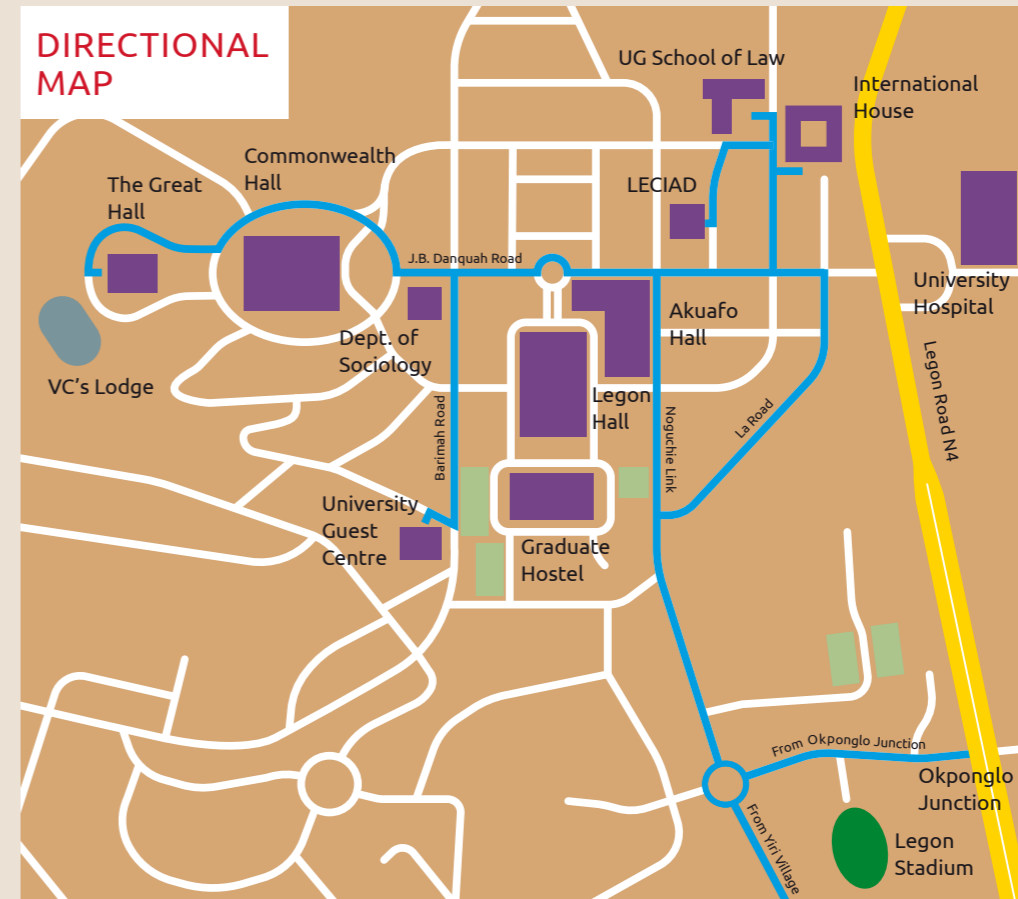 DIRECTIONAL
MAP
UG School of Law
International
House
Commonwealth
Hall
The Great
Hall
LECIAD
J.B. Danquah Road
University
Hospital
Akuafo
Hall
Dept. of
Sociology
VC's Lodge
Legon
Hall
Barimah Road
Noguchie Link
La Road
Legon Road N4
University
Guest
Centre
Graduate
Hostel
From Okponglo Junction
Okponglo
Junction
From Yiri Village
Legon
Stadium